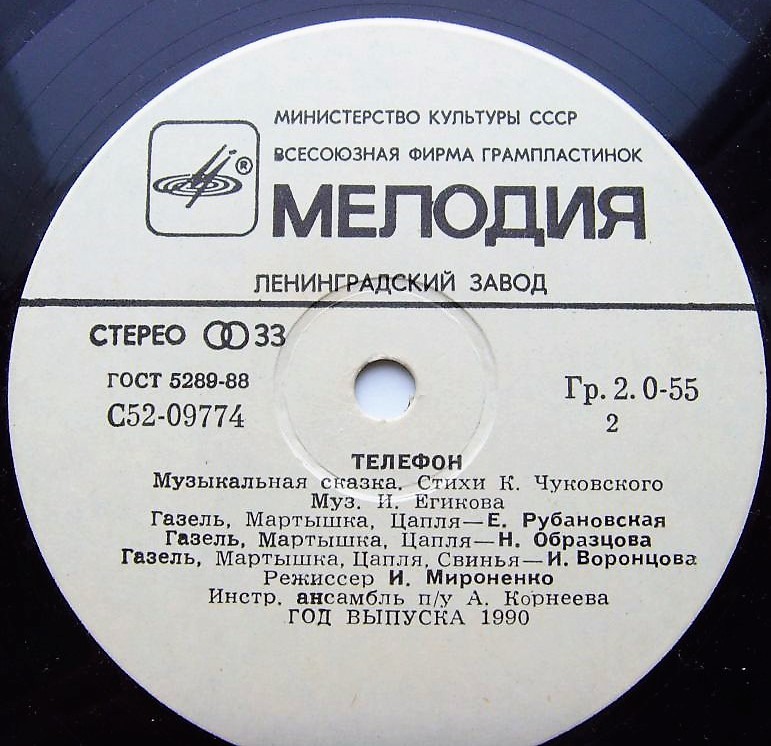 МИНИСТЕРСТВО КУЛЬТУРЫ СССР
ВСЕСОЮЗНАЯ ФИРМА ГРАМПЛАСТИНОК
®
МЕЛОДИЯ
ЛЕНИНГРАДСКИЙ ЗАВОД
СТЕРЕО 33
ГОСТ 5289-88
Гр. 2. 0-55
С52-09774
2
ТЕЛЕФОН
Музыкальная сказка. Стихи К. Чуковского
Муз. И. Егикова
Газель, Мартышка, Цапля—Е. Рубановская
Газель, Мартышка, Цапля—Н. Образцова
Газель, Мартышка, Цапля, Свинья—И. Воронцова
Режиссер И. Мироненко
Инстр. ансамбль п/у А. Корнеева
ГОД ВЫПУСКА 1990